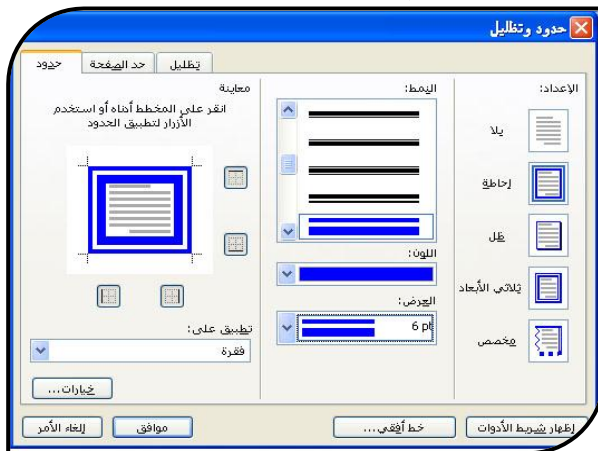 حدود وتظليل
حدود
حد الصفحة
تظليل
الإعداد:
بلا
إحاطة
ظل
ثلاثي الأبعاد
مخصص
النمط:
اللون:
العرض:
6 pt
معاينة
انقر على المخطط أدناه أو استخدم
الأزرار لتطبيق الحدود
تطبيق على:
فقرة
خيارات...
إظهار شريط الأدوات
خط أفقي...
موافق
إلغاء الأمر